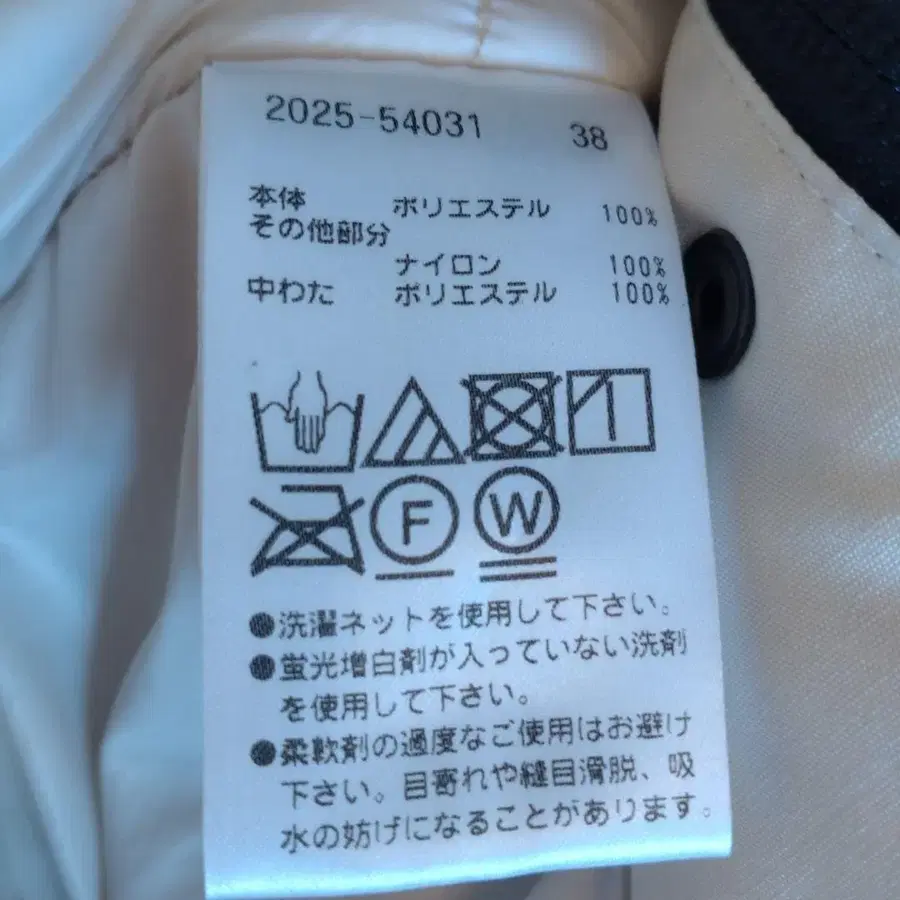 2025-54031 38
本体 ポリエステル 100%
その他部分
ナイロン 100%
中わた ポリエステル 100%
F W
●洗濯ネットを使用して下さい。
●蛍光増白剤が入っていない洗剤
を使用して下さい。
●柔軟剤の過度なご使用はお避け
下さい。目寄れや縫目滑脱、吸
水の妨げになることがあります。